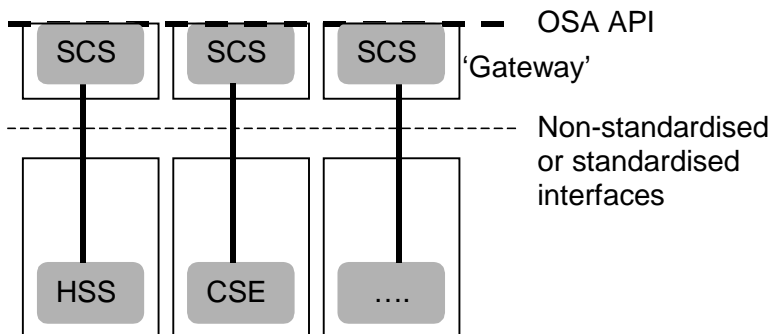 OSA API
SCS SCS SCS
‘Gateway’
Non-standardised
or standardised
interfaces
HSS CSE ….